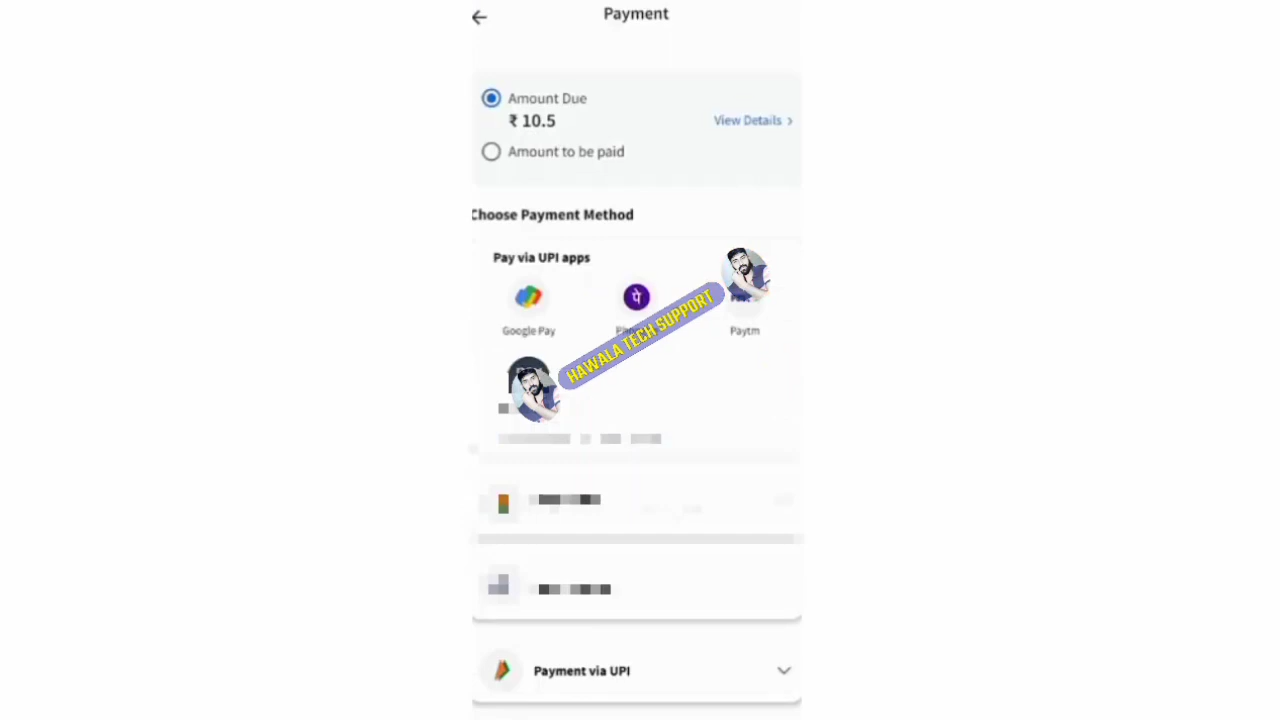 Payment
Amount Due
₹ 10.5
View Details >
Amount to be paid
Choose Payment Method
Pay via UPI apps
Google Pay
Paytm
HAWALA TECH SUPPORT
Payment via UPI